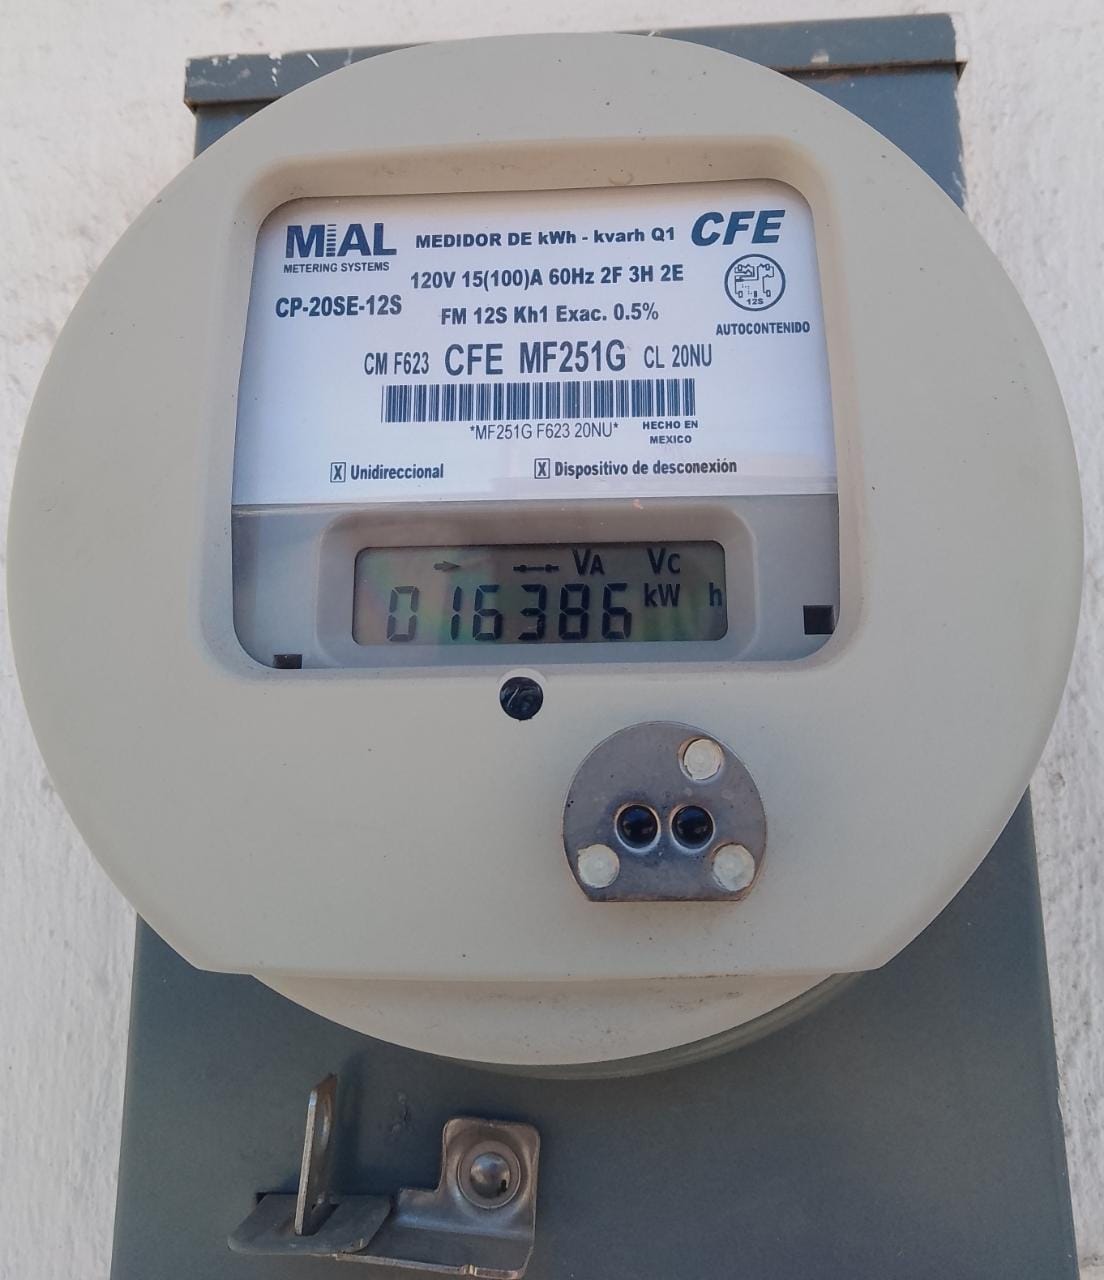 MIAL
METERING SYSTEMS
MEDIDOR DE kWh - kvarh Q1
CFE
120V 15(100)A 60Hz 2F 3H 2E
CP-20SE-12S
FM 12S Kh1 Exac. 0.5%
12S
AUTOCONTENIDO
CM F623 CFE MF251G CL 20NU
*MF251G F623 20NU*
HECHO EN
MEXICO
X Unidireccional
X Dispositivo de desconexión
VA Vc
016386 kW h